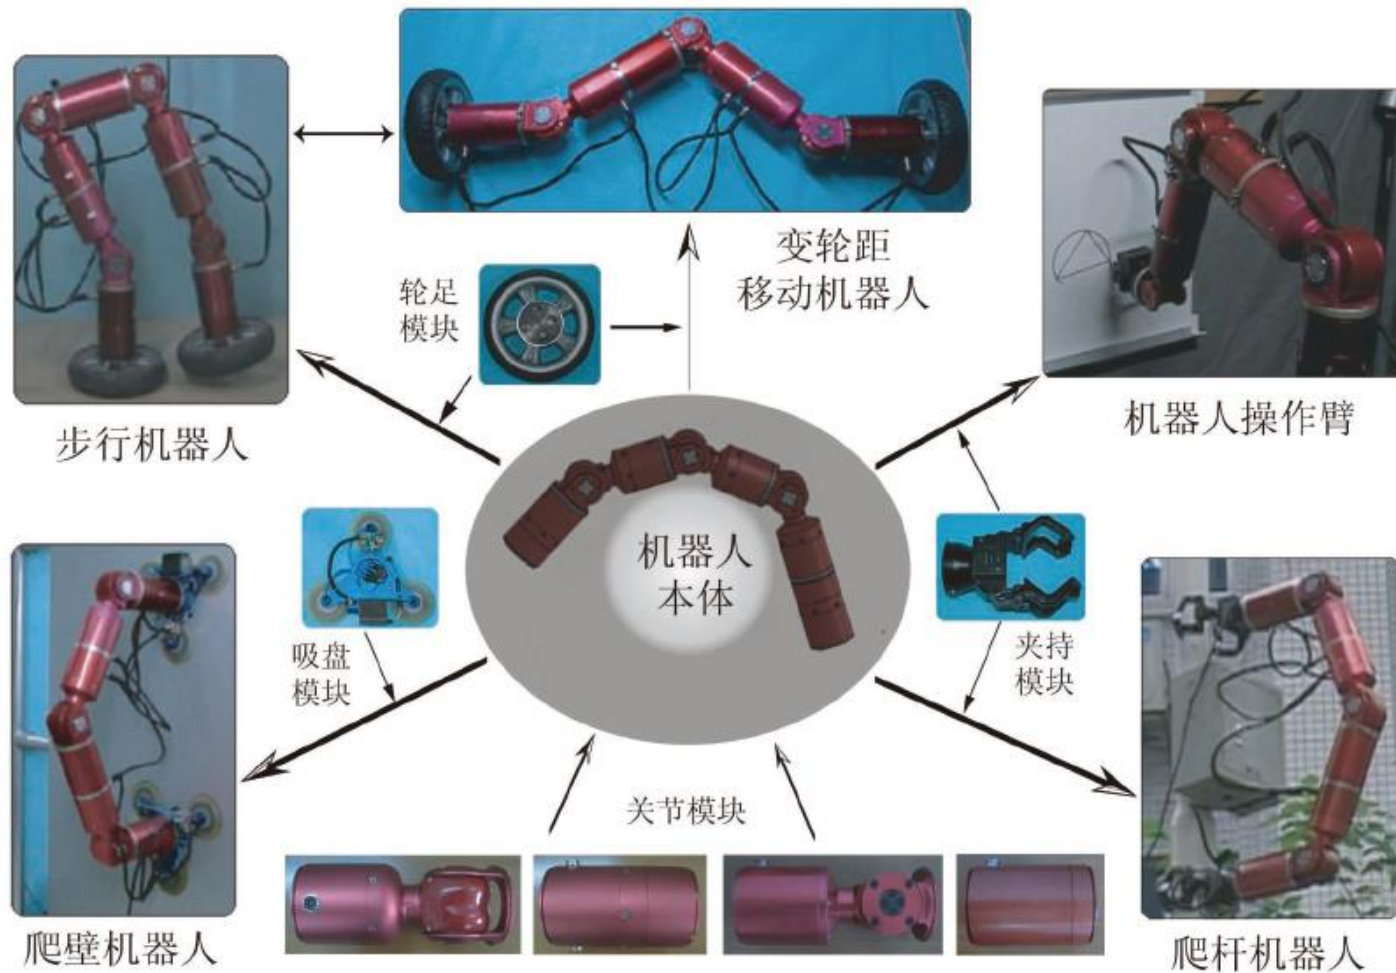 变轮距
移动机器人
轮足
模块
机器人操作臂
步行机器人
机器人
本体
吸盘
模块
夹持
模块
关节模块
爬壁机器人
爬杆机器人